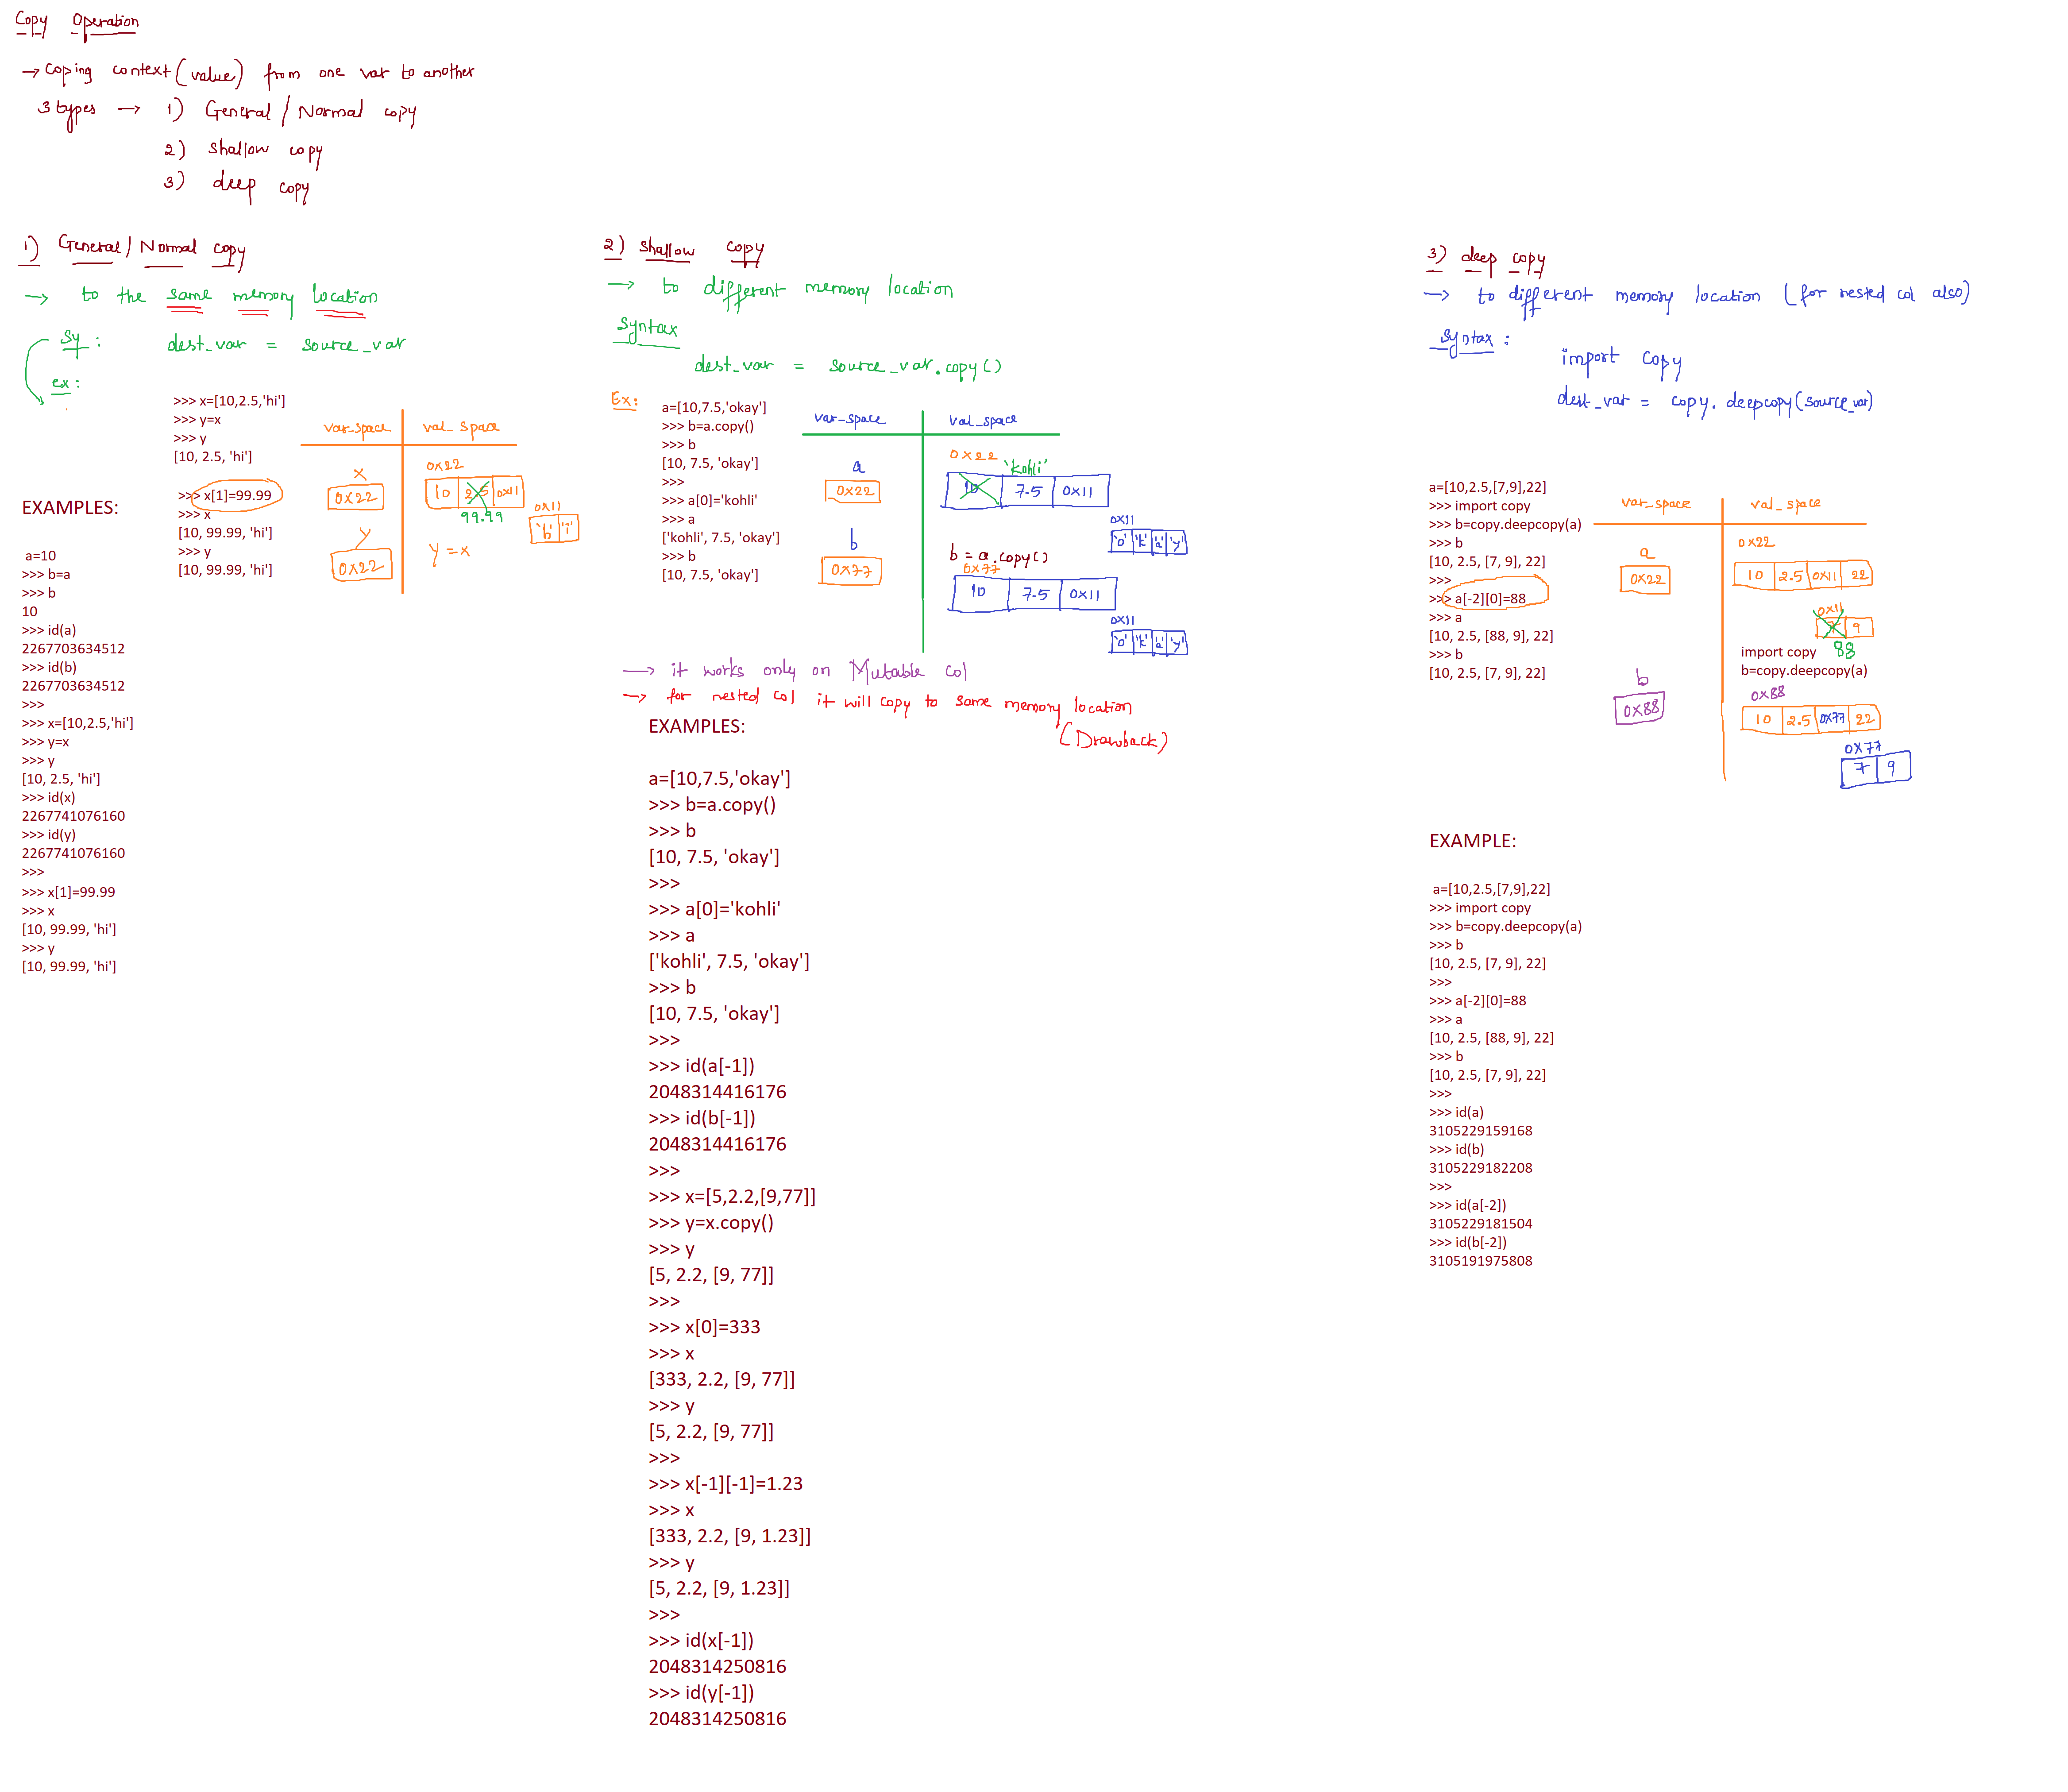 Copy Operation
→ Coping context (value) from one var to another
3 types → 1) General / Normal copy
2) shallow copy
3) deep copy
1) General / Normal copy
→ to the same memory location
Sy : dest_var = source_var
ex :
>>> x=[10,2.5,'hi']
>>> y=x
>>> y
[10, 2.5, 'hi']
>>> x[1]=99.99
>>> x
[10, 99.99, 'hi']
>>> y
[10, 99.99, 'hi']
var_space val_space
x
0x22
0x22
10 2.5 0x11
99.99
0x11
'h' 'i'
y
0x22
y = x
EXAMPLES:
a=10
>>> b=a
>>> b
10
>>> id(a)
2267703634512
>>> id(b)
2267703634512
>>>
>>> x=[10,2.5,'hi']
>>> y=x
>>> y
[10, 2.5, 'hi']
>>> id(x)
2267741076160
>>> id(y)
2267741076160
>>>
>>> x[1]=99.99
>>> x
[10, 99.99, 'hi']
>>> y
[10, 99.99, 'hi']
2) shallow copy
→ to different memory location
Syntax
dest_var = source_var.copy()
Ex:
a=[10,7.5,'okay']
>>> b=a.copy()
>>> b
[10, 7.5, 'okay']
>>>
>>> a[0]='kohli'
>>> a
['kohli', 7.5, 'okay']
>>> b
[10, 7.5, 'okay']
var_space val_space
a
0x22
0x22
'kohli'
10 7.5 0x11
0x11
'o' 'k' 'a' 'y'
b
0x77
b = a.copy()
0x77
10 7.5 0x11
0x11
'o' 'k' 'a' 'y'
→ it works only on Mutable col
→ for nested col it will copy to same memory location
(Drawback)
EXAMPLES:
a=[10,7.5,'okay']
>>> b=a.copy()
>>> b
[10, 7.5, 'okay']
>>>
>>> a[0]='kohli'
>>> a
['kohli', 7.5, 'okay']
>>> b
[10, 7.5, 'okay']
>>>
>>> id(a[-1])
2048314416176
>>> id(b[-1])
2048314416176
>>>
>>> x=[5,2.2,[9,77]]
>>> y=x.copy()
>>> y
[5, 2.2, [9, 77]]
>>>
>>> x[0]=333
>>> x
[333, 2.2, [9, 77]]
>>> y
[5, 2.2, [9, 77]]
>>>
>>> x[-1][-1]=1.23
>>> x
[333, 2.2, [9, 1.23]]
>>> y
[5, 2.2, [9, 1.23]]
>>>
>>> id(x[-1])
2048314250816
>>> id(y[-1])
2048314250816
3) deep copy
→ to different memory location (for nested col also)
Syntax :
import copy
dest_var = copy.deepcopy(source_var)
a=[10,2.5,[7,9],22]
>>> import copy
>>> b=copy.deepcopy(a)
>>> b
[10, 2.5, [7, 9], 22]
>>>
>>> a[-2][0]=88
>>> a
[10, 2.5, [88, 9], 22]
>>> b
[10, 2.5, [7, 9], 22]
var_space val_space
a
0x22
0x22
10 2.5 0x11 22
0x11
7 9
88
import copy
b=copy.deepcopy(a)
b
0x88
0x88
10 2.5 0x77 22
0x77
7 9
EXAMPLE:
a=[10,2.5,[7,9],22]
>>> import copy
>>> b=copy.deepcopy(a)
>>> b
[10, 2.5, [7, 9], 22]
>>>
>>> a[-2][0]=88
>>> a
[10, 2.5, [88, 9], 22]
>>> b
[10, 2.5, [7, 9], 22]
>>>
>>> id(a)
3105229159168
>>> id(b)
3105229182208
>>>
>>> id(a[-2])
3105229181504
>>> id(b[-2])
3105191975808